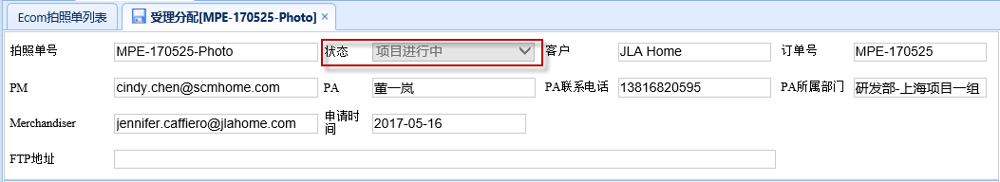 Ecom拍照单列表 受理分配[MPE-170525-Photo] ×
拍照单号 MPE-170525-Photo 状态 项目进行中 客户 JLA Home 订单号 MPE-170525
PM cindy.chen@scmhome.com PA 董一岚 PA联系电话 13816820595 PA所属部门 研发部-上海项目一组
Merchandiser jennifer.caffiero@jlahome.com 申请时间 2017-05-16
FTP地址